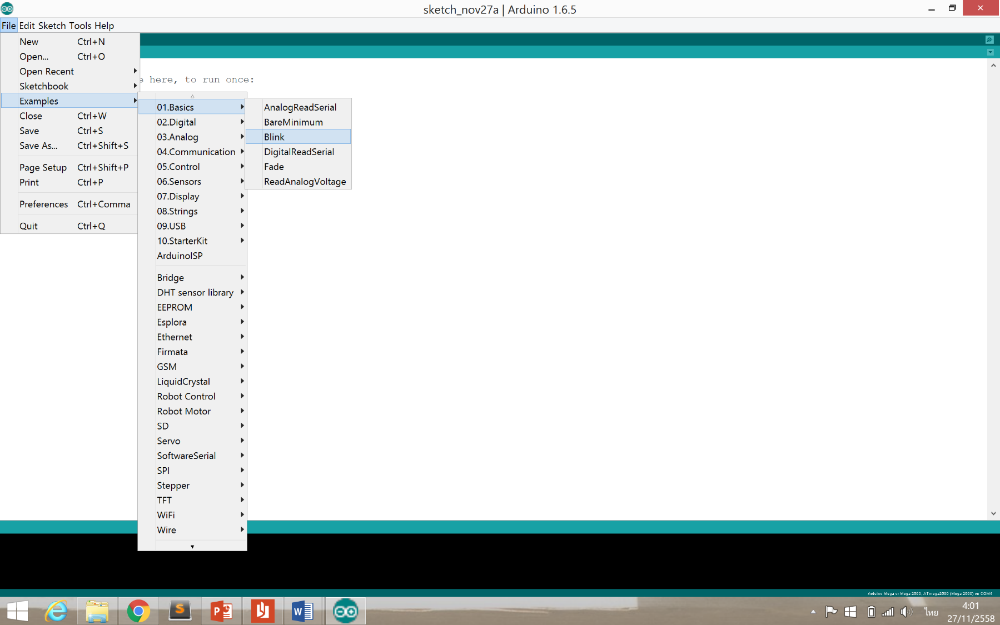 sketch_nov27a | Arduino 1.6.5
File Edit Sketch Tools Help
New Ctrl+N
Open... Ctrl+O
Open Recent
Sketchbook
Examples
Close Ctrl+W
Save Ctrl+S
Save As... Ctrl+Shift+S
Page Setup Ctrl+Shift+P
Print Ctrl+P
Preferences Ctrl+Comma
Quit Ctrl+Q
e here, to run once:
01.Basics
02.Digital
03.Analog
04.Communication
05.Control
06.Sensors
07.Display
08.Strings
09.USB
10.StarterKit
ArduinoISP
Bridge
DHT sensor library
EEPROM
Esplora
Ethernet
Firmata
GSM
LiquidCrystal
Robot Control
Robot Motor
SD
Servo
SoftwareSerial
SPI
Stepper
TFT
WiFi
Wire
AnalogReadSerial
BareMinimum
Blink
DigitalReadSerial
Fade
ReadAnalogVoltage
Arduino Mega or Mega 2560, ATmega2560 (Mega 2560) on COM4
ไทย
4:01
27/11/2558